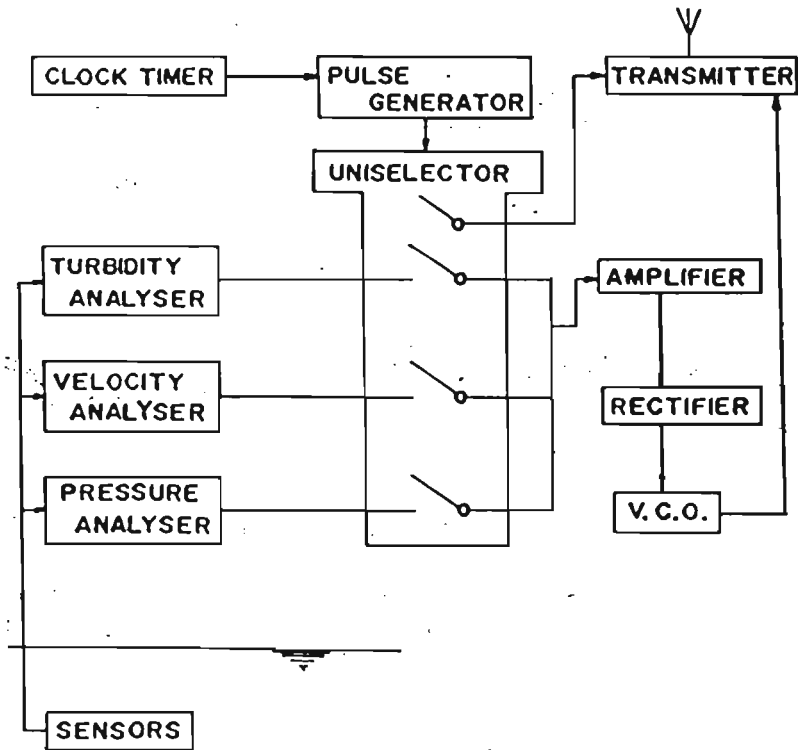 CLOCK TIMER
PULSE
GENERATOR
TRANSMITTER
UNISELECTOR
TURBIDITY
ANALYSER
AMPLIFIER
VELOCITY
ANALYSER
RECTIFIER
PRESSURE
ANALYSER
V.C.O.
SENSORS